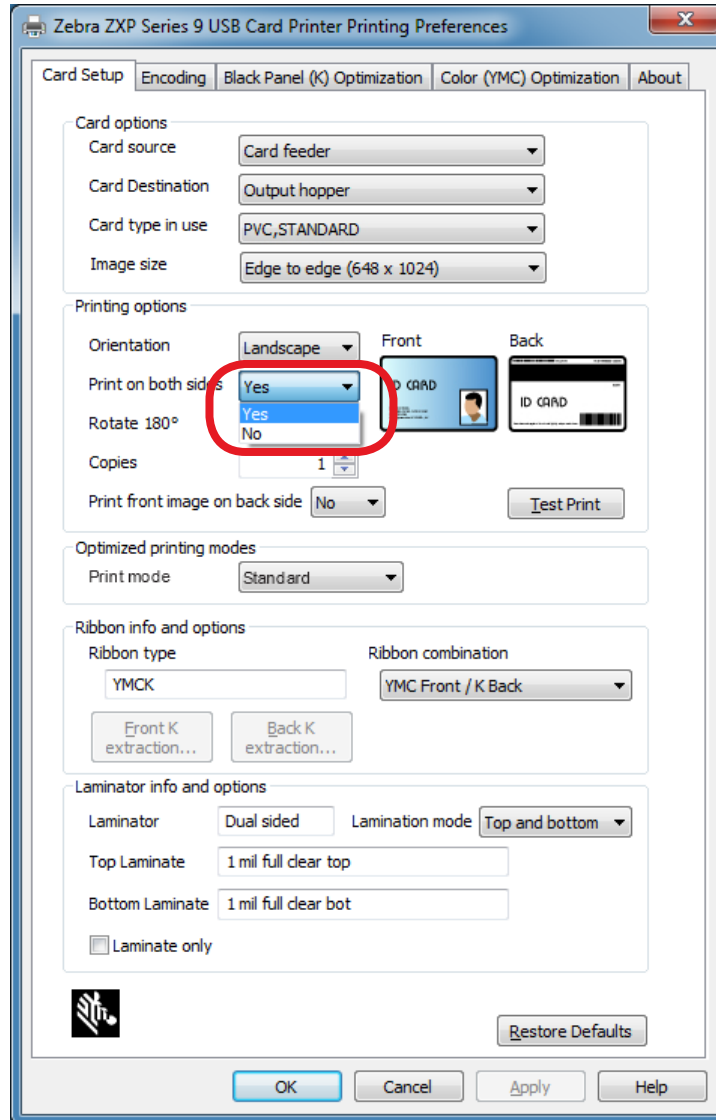 Zebra ZXP Series 9 USB Card Printer Printing Preferences
Card Setup Encoding Black Panel (K) Optimization Color (YMC) Optimization About
Card options
Card source Card feeder
Card Destination Output hopper
Card type in use PVC,STANDARD
Image size Edge to edge (648 x 1024)
Printing options
Orientation Landscape Front Back
Print on both sides Yes
ID CARD
ID CARD
Yes
Rotate 180°
No
Copies 1
Print front image on back side No Test Print
Optimized printing modes
Print mode Standard
Ribbon info and options
Ribbon type Ribbon combination
YMCK YMC Front / K Back
Front K extraction... Back K extraction...
Laminator info and options
Laminator Dual sided Lamination mode Top and bottom
Top Laminate 1 mil full clear top
Bottom Laminate 1 mil full clear bot
Laminate only
Restore Defaults
OK Cancel Apply Help